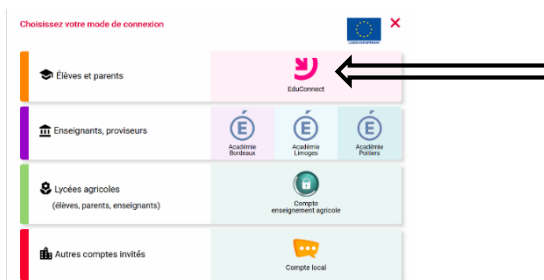 Choisissez votre mode de connexion
Élèves et parents
EduConnect
Enseignants, proviseurs
É É É
Académie Bordeaux
Académie Limoges
Académie Poitiers
Lycées agricoles
(élèves, parents, enseignants)
Compte
enseignement agricole
Autres comptes invités
Compte local